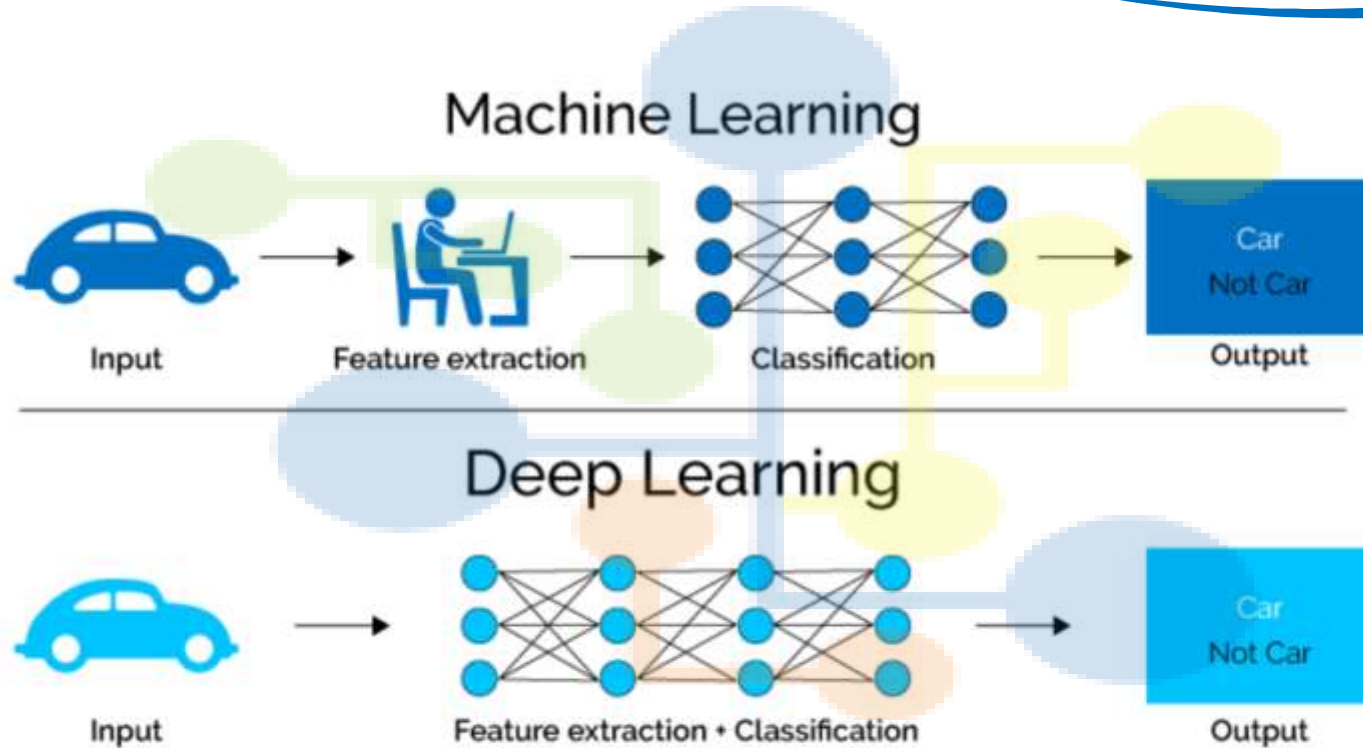 Machine Learning
Car
Not Car
Input
Feature extraction
Classification
Output
Deep Learning
Car
Not Car
Input
Feature extraction + Classification
Output